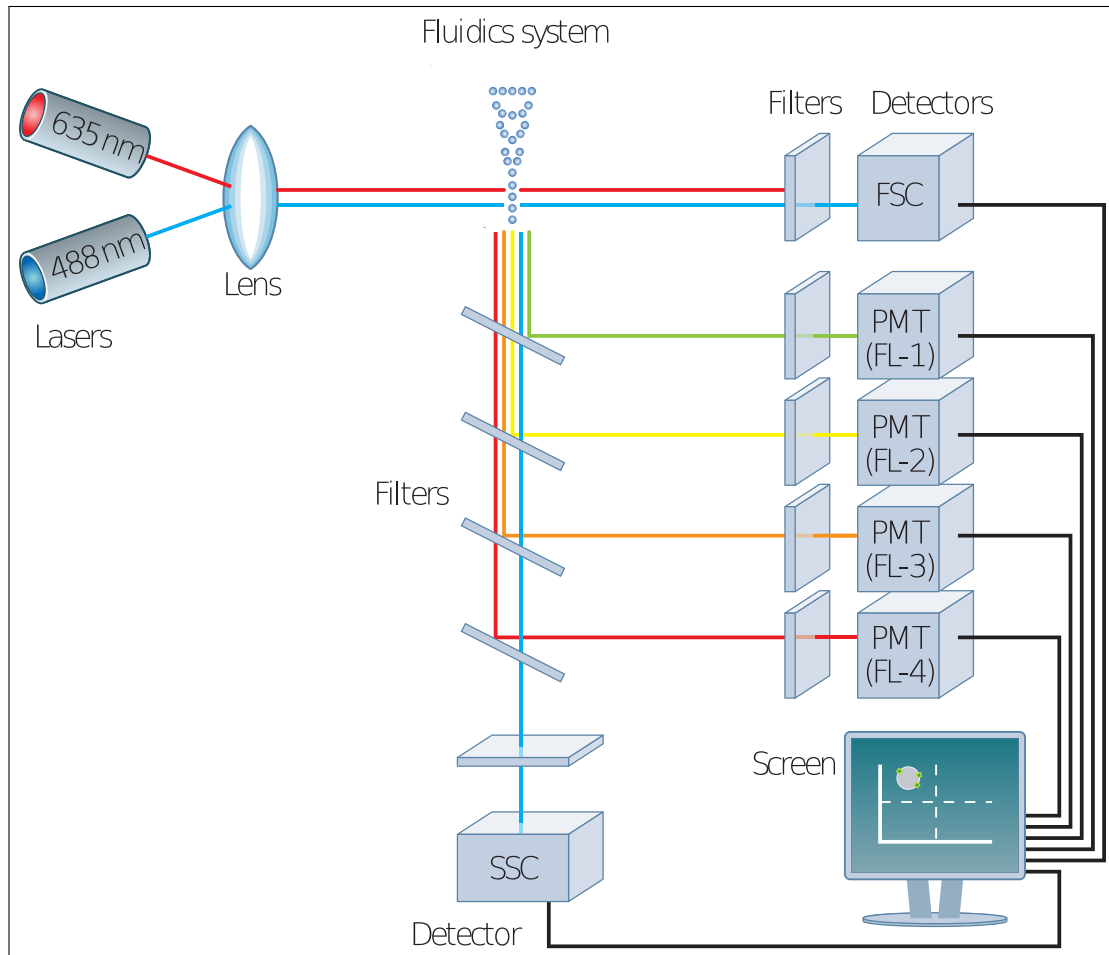 Fluidics system
Filters
Detectors
635 nm
FSC
488 nm
Lens
Lasers
PMT
(FL-1)
PMT
(FL-2)
Filters
PMT
(FL-3)
PMT
(FL-4)
Screen
SSC
Detector